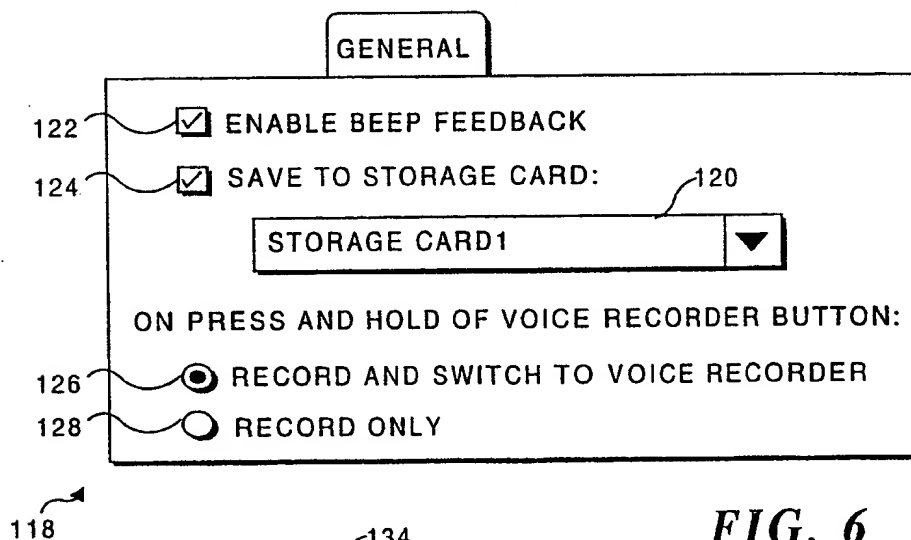 GENERAL
122 ENABLE BEEP FEEDBACK
124 SAVE TO STORAGE CARD: 120
STORAGE CARD1
ON PRESS AND HOLD OF VOICE RECORDER BUTTON:
126 RECORD AND SWITCH TO VOICE RECORDER
128 RECORD ONLY
118 134 FIG. 6